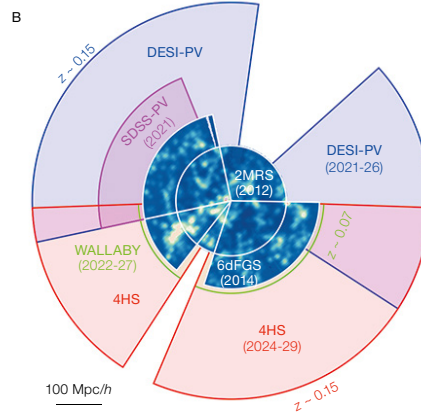 B
DESI-PV
z ~ 0.15
SDSS-PV
(2021)
2MRS
(2012)
DESI-PV
(2021-26)
WALLABY
(2022-27)
z ~ 0.07
6dFGS
(2014)
4HS
4HS
(2024-29)
100 Mpc/h
z ~ 0.15